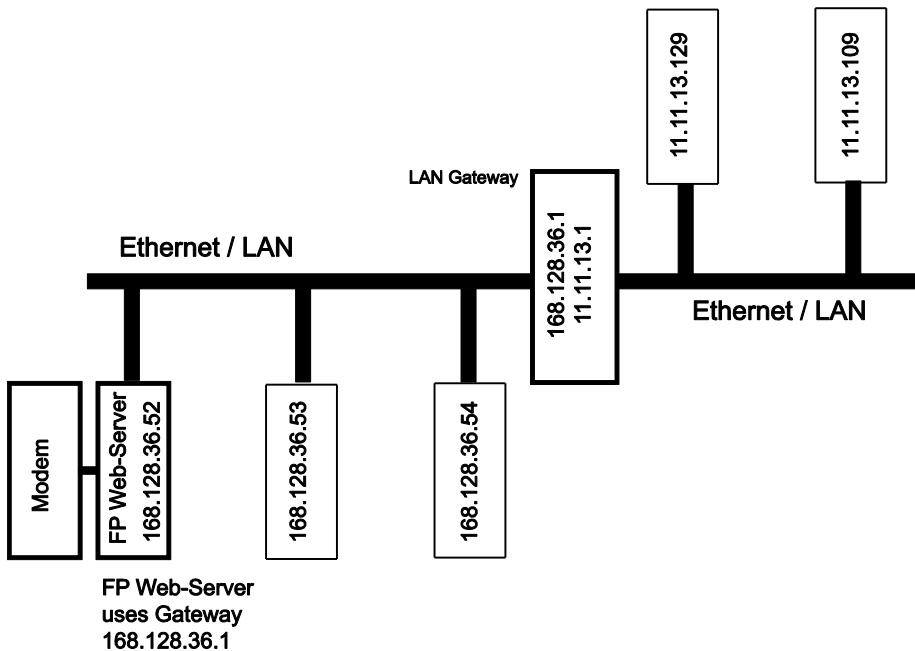 11.11.13.129
11.11.13.109
LAN Gateway
168.128.36.1
11.11.13.1
Ethernet / LAN
Ethernet / LAN
Modem
FP Web-Server
168.128.36.52
168.128.36.53
168.128.36.54
FP Web-Server
uses Gateway
168.128.36.1